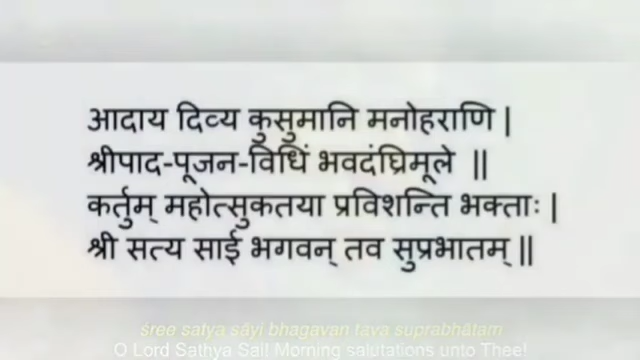 आदाय दिव्य कुसुमानि मनोहराणि |
श्रीपाद-पूजन-विधिं भवदंघ्रिमूले ||
कर्तुम् महोत्सुकतया प्रविशन्ति भक्ताः |
श्री सत्य साई भगवन् तव सुप्रभातम् ||
śree satya sāyi bhagavan tava suprabhātam
O Lord Sathya Sai! Morning salutations unto Thee!